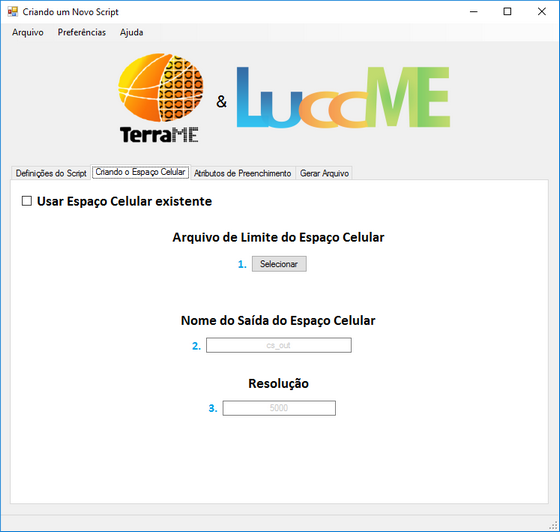 Criando um Novo Script
Arquivo Preferências Ajuda
TerraME & LuccME
Definições do Script Criando o Espaço Celular Atributos de Preenchimento Gerar Arquivo
Usar Espaço Celular existente
Arquivo de Limite do Espaço Celular
1. Selecionar
Nome do Saída do Espaço Celular
2. cs_out
Resolução
3. 5000